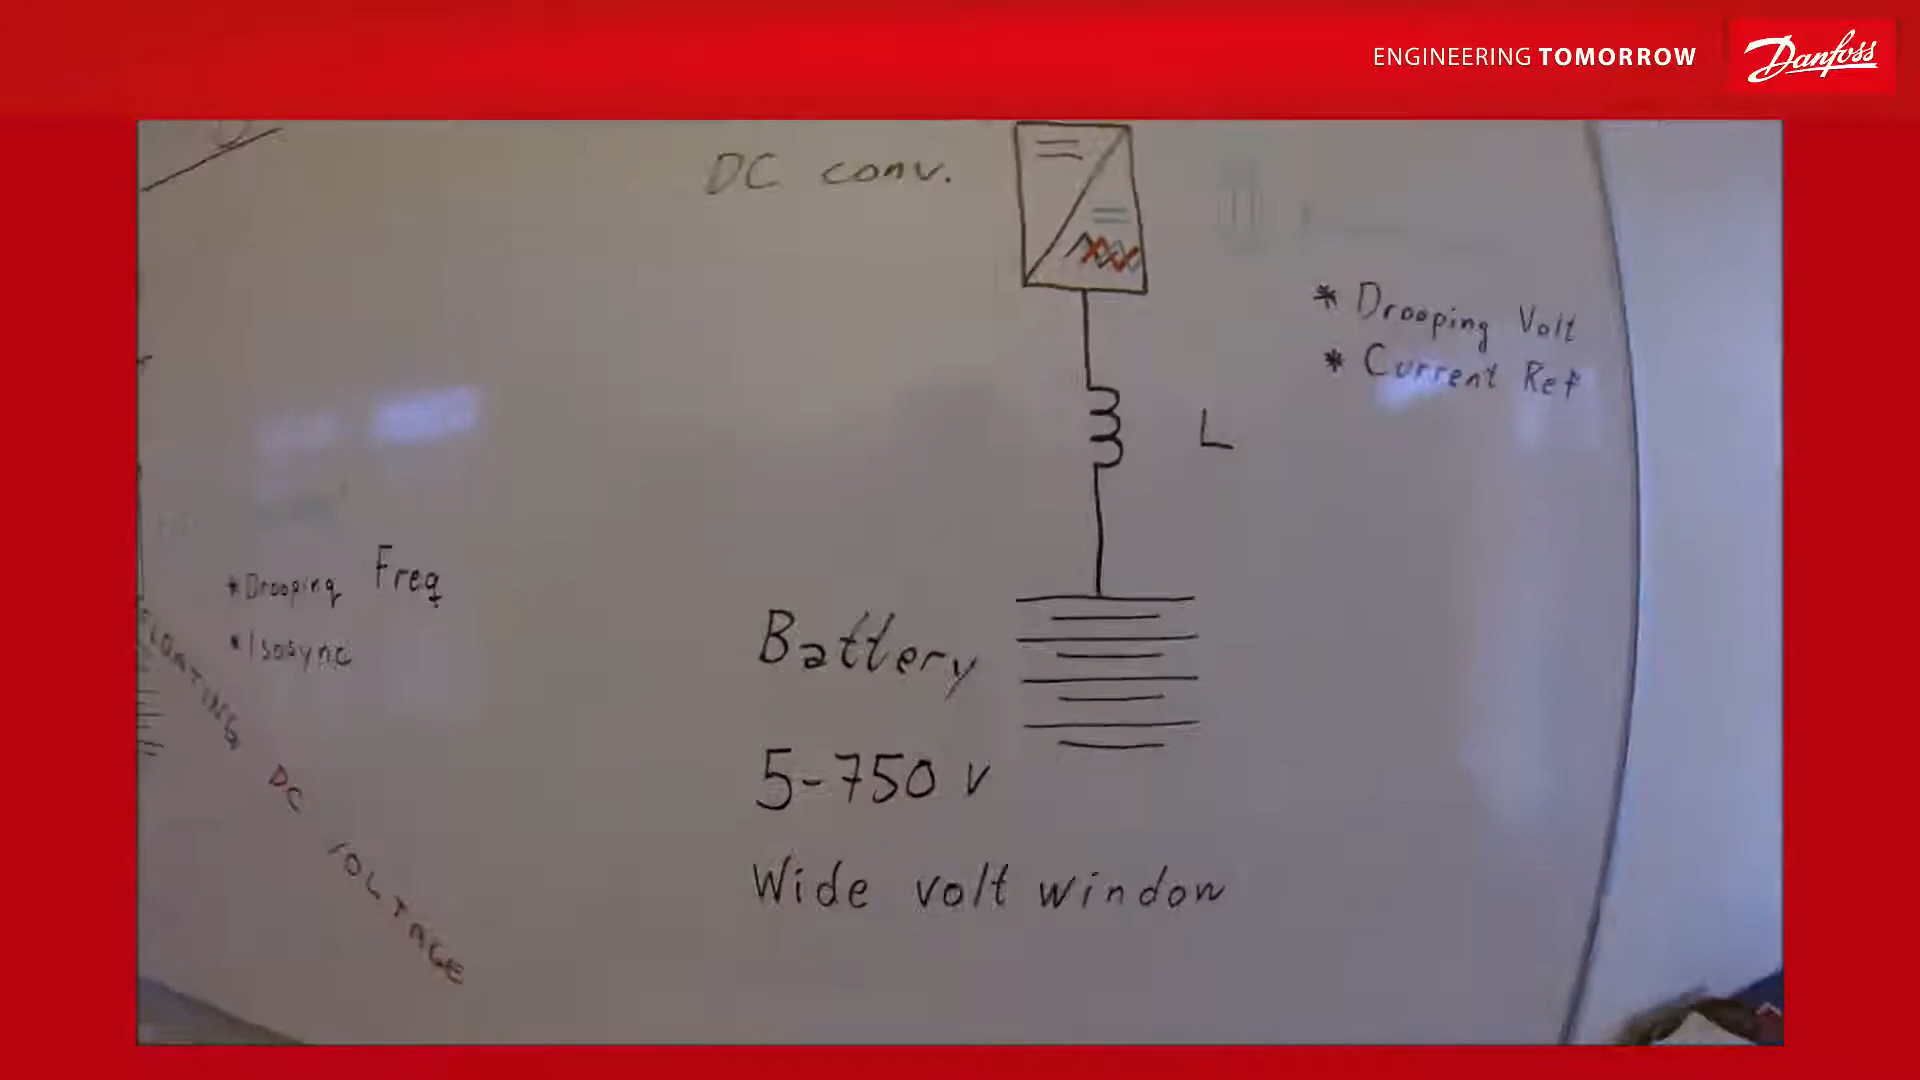 ENGINEERING TOMORROW
Danfoss
DC conv.
* Drooping Volt
* Current Ref
L
* Drooping Freq
* Isosync
FLOATING DC VOLTAGE
Battery
5-750 V
Wide volt window